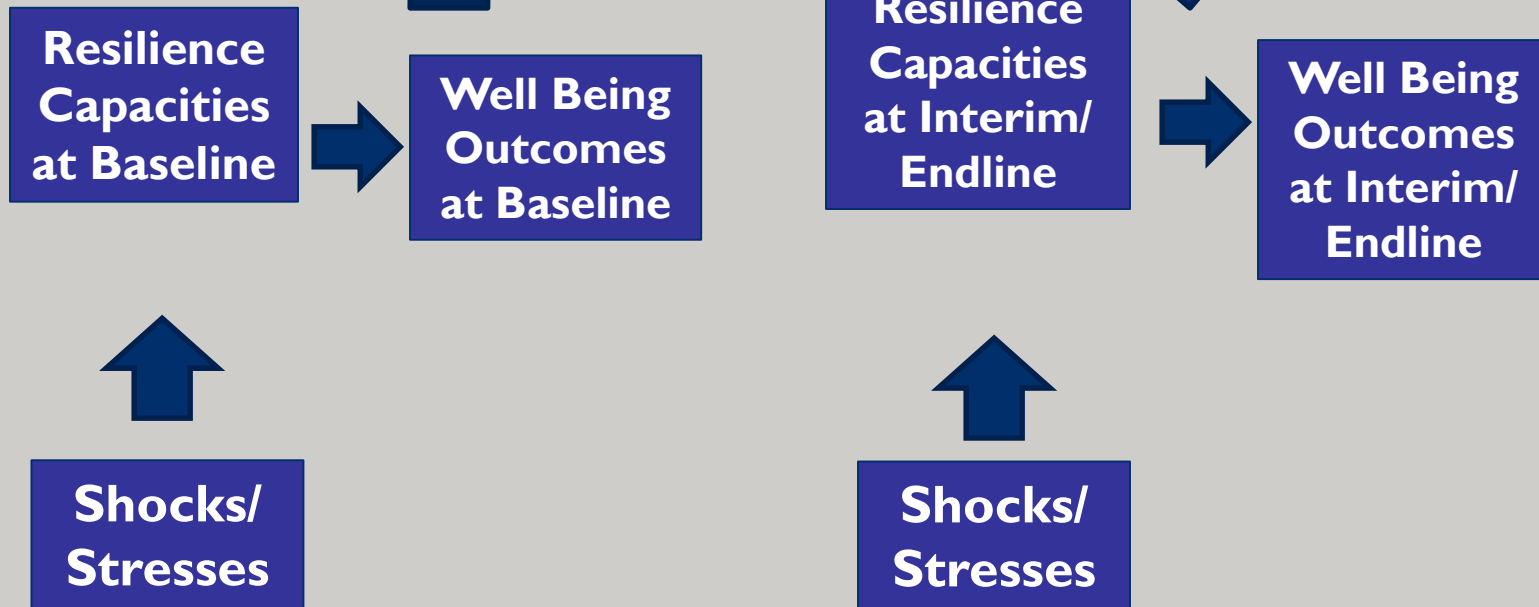 Resilience
Capacities
at Baseline
Well Being
Outcomes
at Baseline
Resilience
Capacities
at Interim/
Endline
Well Being
Outcomes
at Interim/
Endline
Shocks/
Stresses
Shocks/
Stresses